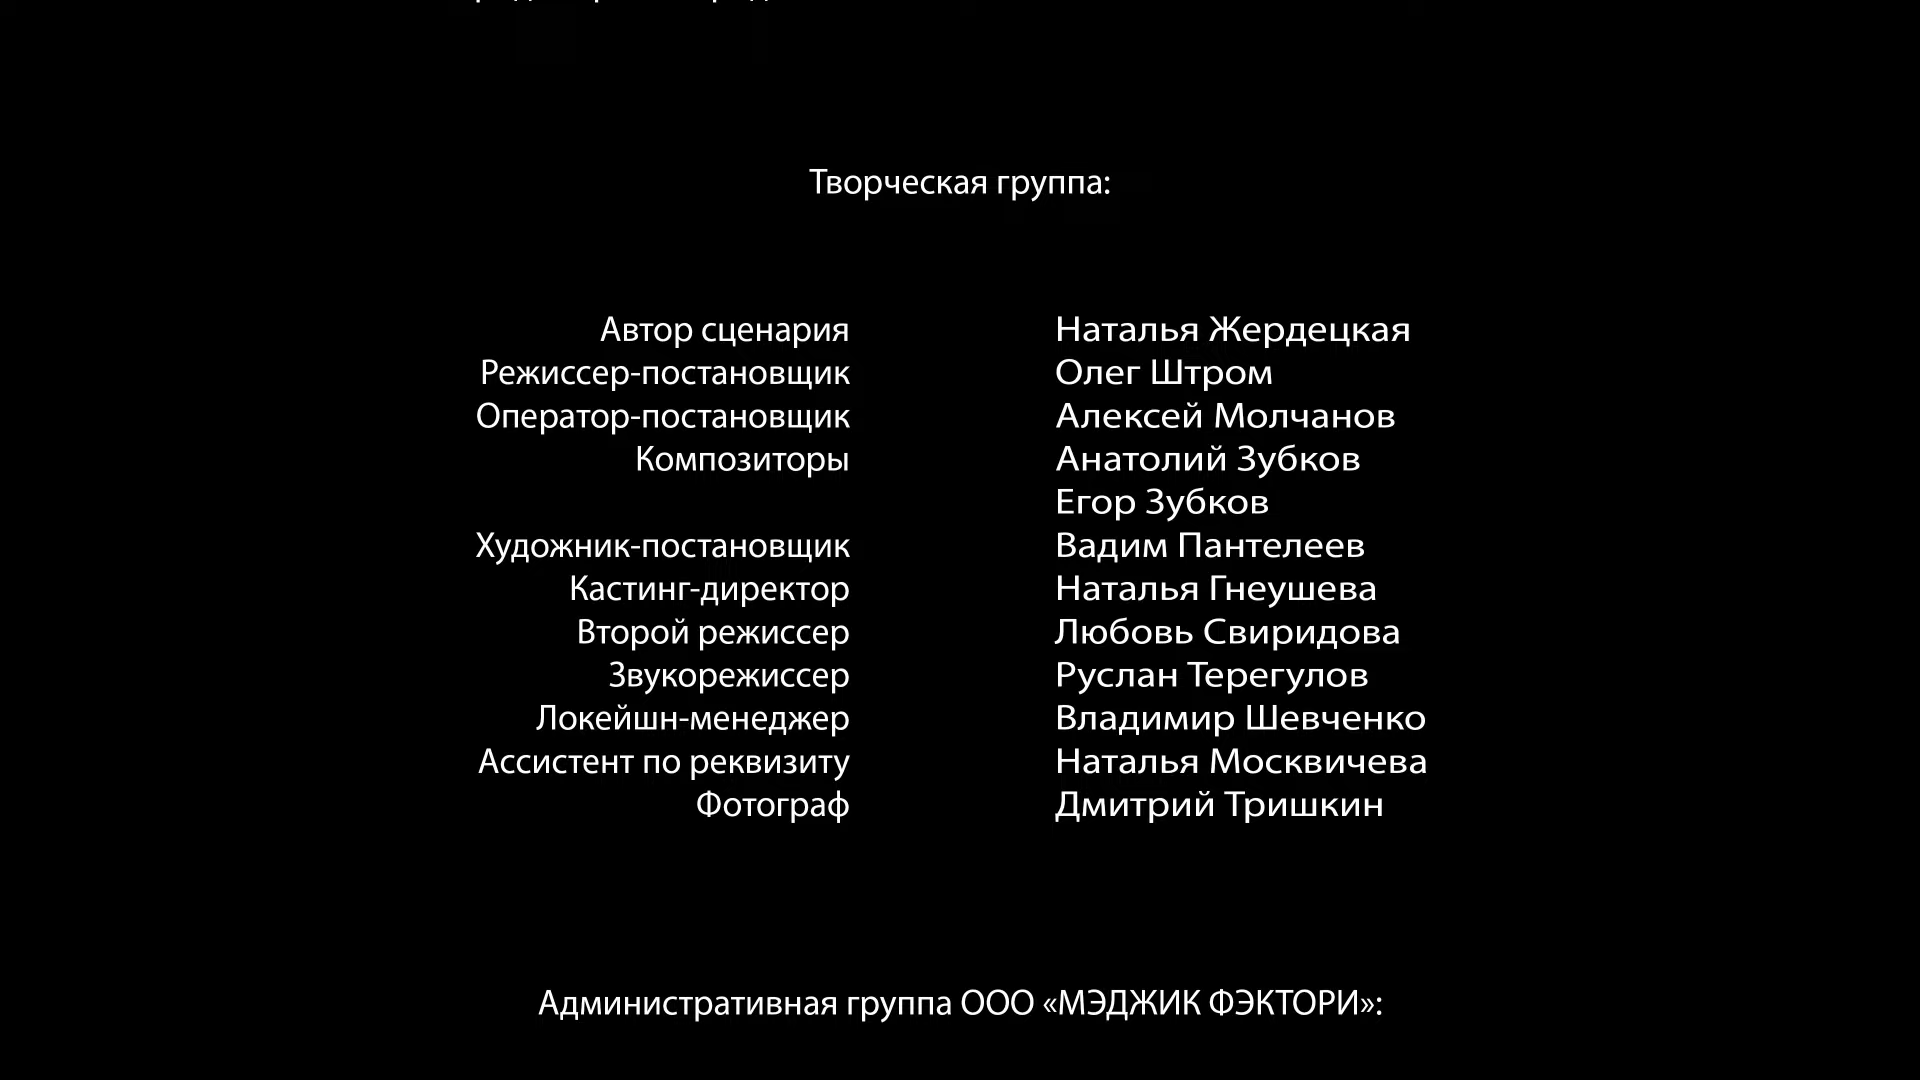 Творческая группа:
Автор сценария Наталья Жердецкая
Режиссер-постановщик Олег Штром
Оператор-постановщик Алексей Молчанов
Композиторы Анатолий Зубков
Егор Зубков
Художник-постановщик Вадим Пантелеев
Кастинг-директор Наталья Гнеушева
Второй режиссер Любовь Свиридова
Звукорежиссер Руслан Терегулов
Локейшн-менеджер Владимир Шевченко
Ассистент по реквизиту Наталья Москвичева
Фотограф Дмитрий Тришкин
Административная группа ООО «МЭДЖИК ФЭКТОРИ»: